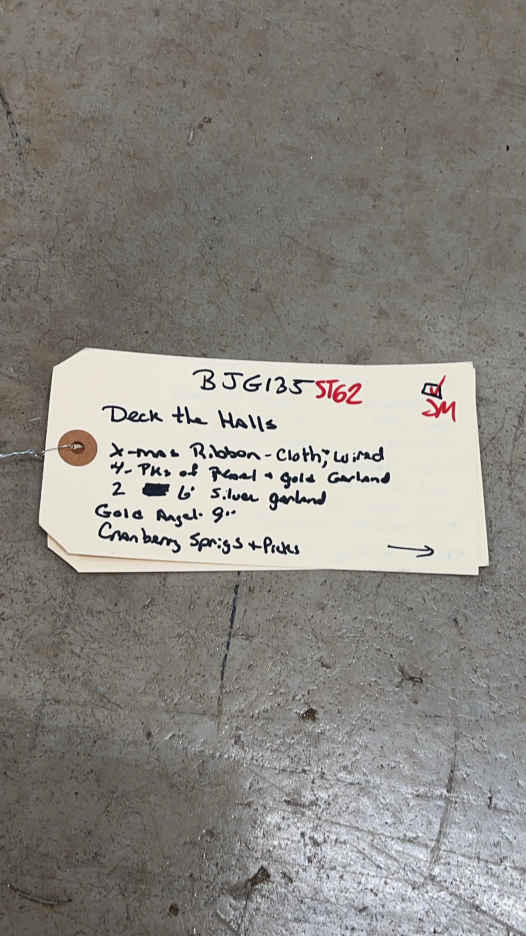 BJG135 ST62
JM
Deck the Halls
X-mas Ribbon - Cloth; wired
4- PKs of Pearl + gold Garland
2 6' Silver garland
Gold Angel- 9"
Cranberry Sprigs + Picks →